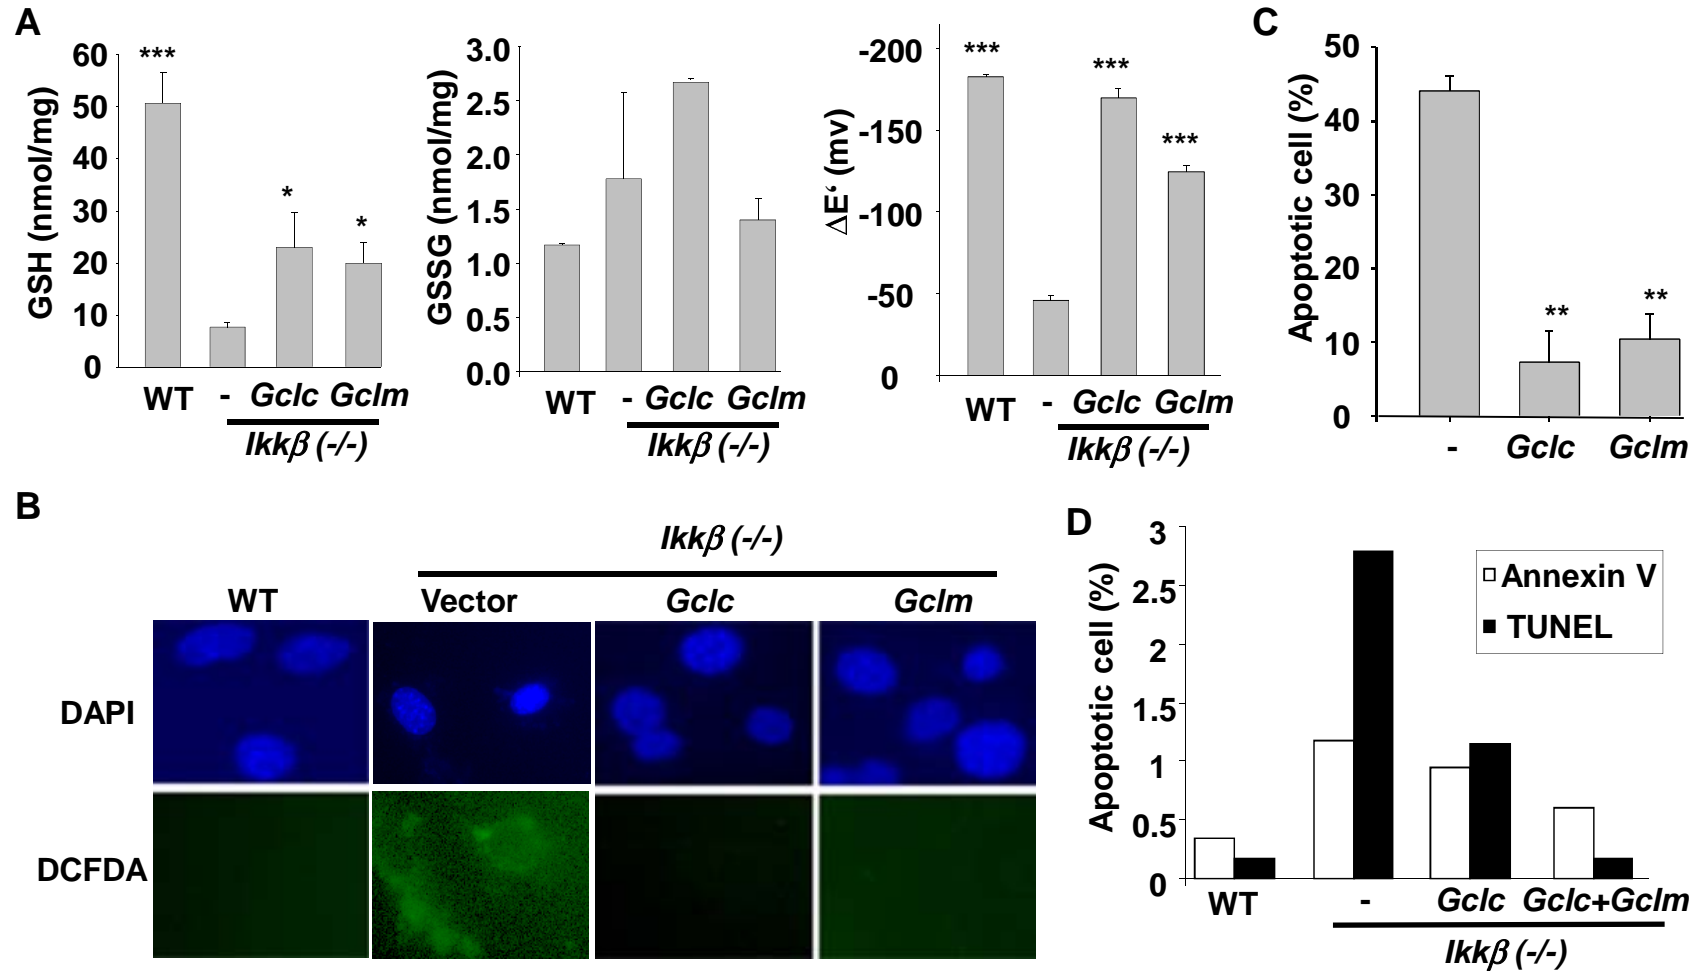 A
GSH (nmol/mg)
60
50
40
30
20
10
0
***
*
*
WT - Gclc Gclm
Ikkβ (-/-)
GSSG (nmol/mg)
3.0
2.5
2.0
1.5
1.0
0.5
0.0
WT - Gclc Gclm
Ikkβ (-/-)
ΔE‘ (mv)
-200
-150
-100
-50
0
***
***
***
WT - Gclc Gclm
Ikkβ (-/-)
C
Apoptotic cell (%)
50
40
30
20
10
0
**
**
- Gclc Gclm
B
Ikkβ (-/-)
WT Vector Gclc Gclm
DAPI
DCFDA
D
Apoptotic cell (%)
3
2.5
2
1.5
1
0.5
0
Annexin V
TUNEL
WT - Gclc Gclc+Gclm
Ikkβ (-/-)